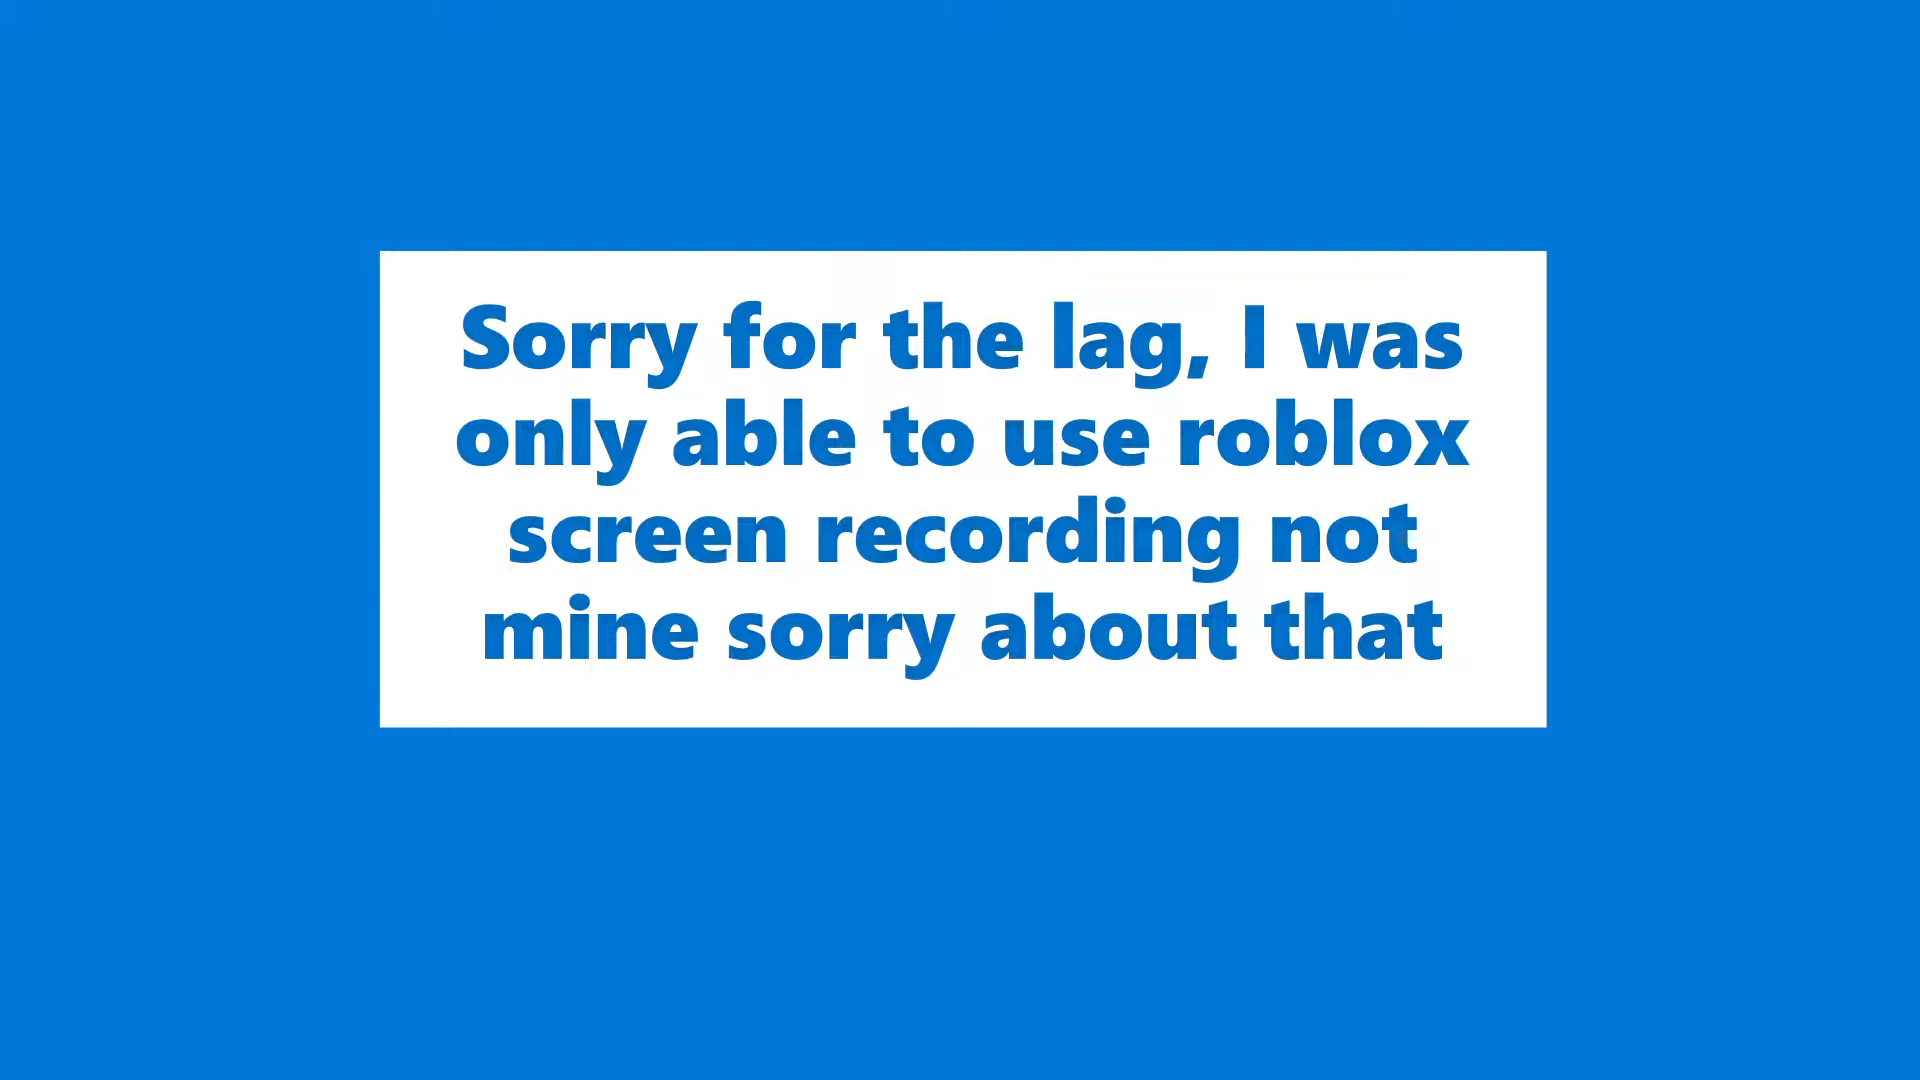 Sorry for the lag, I was
only able to use roblox
screen recording not
mine sorry about that